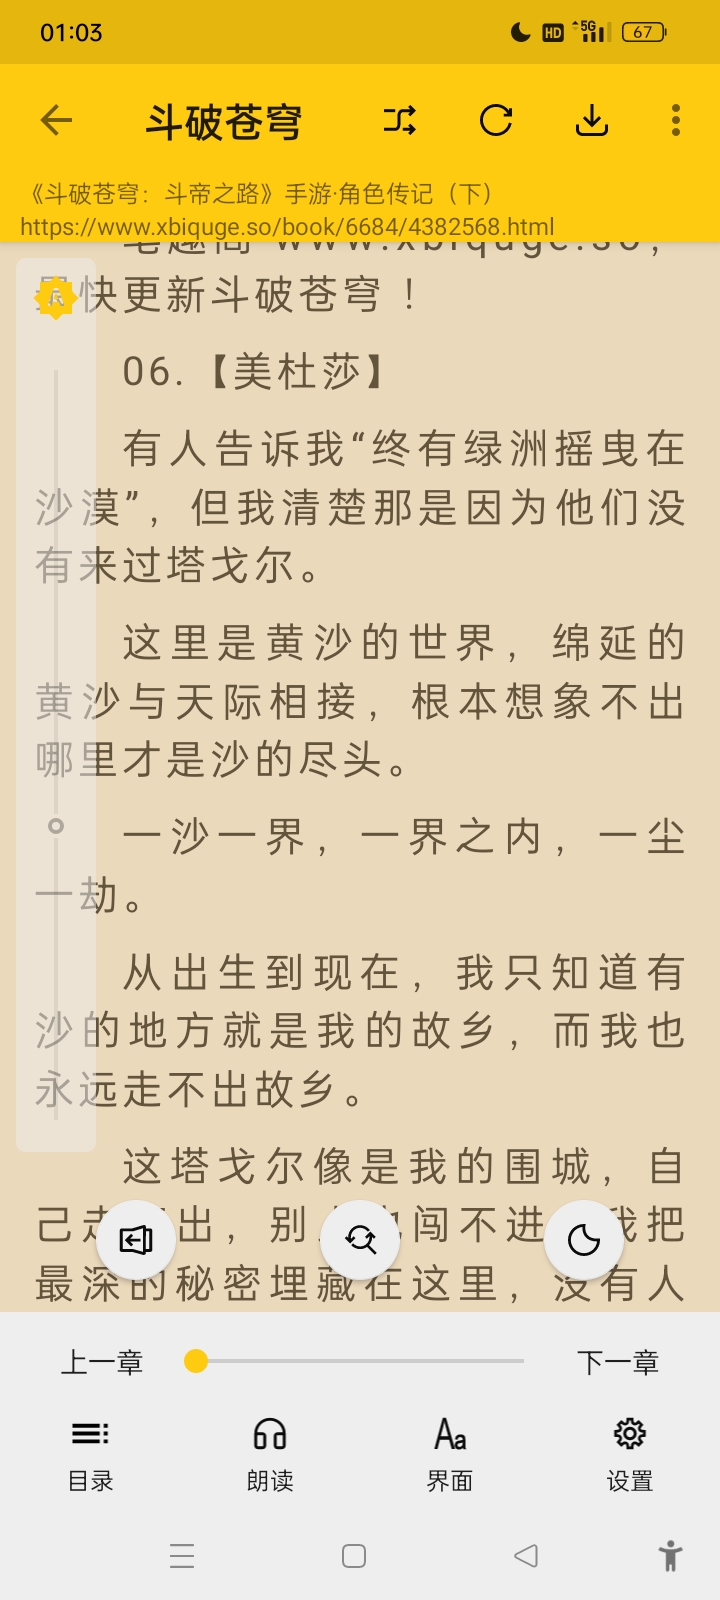 01:03
HD
5G
67
斗破苍穹
《斗破苍穹：斗帝之路》手游·角色传记（下）
https://www.xbiquge.so/book/6684/4382568.html
www.xbiquge.so，
最快更新斗破苍穹！
06.【美杜莎】
有人告诉我“终有绿洲摇曳在
沙漠”，但我清楚那是因为他们没
有来过塔戈尔。
这里是黄沙的世界，绵延的
黄沙与天际相接，根本想象不出
哪里才是沙的尽头。
一沙一界，一界之内，一尘
一劫。
从出生到现在，我只知道有
沙的地方就是我的故乡，而我也
永远走不出故乡。
这塔戈尔像是我的围城，自
己走 出，别 闯不进 我把
最深的秘密埋藏在这里，没有人
上一章
下一章
目录
朗读
Aa
界面
设置